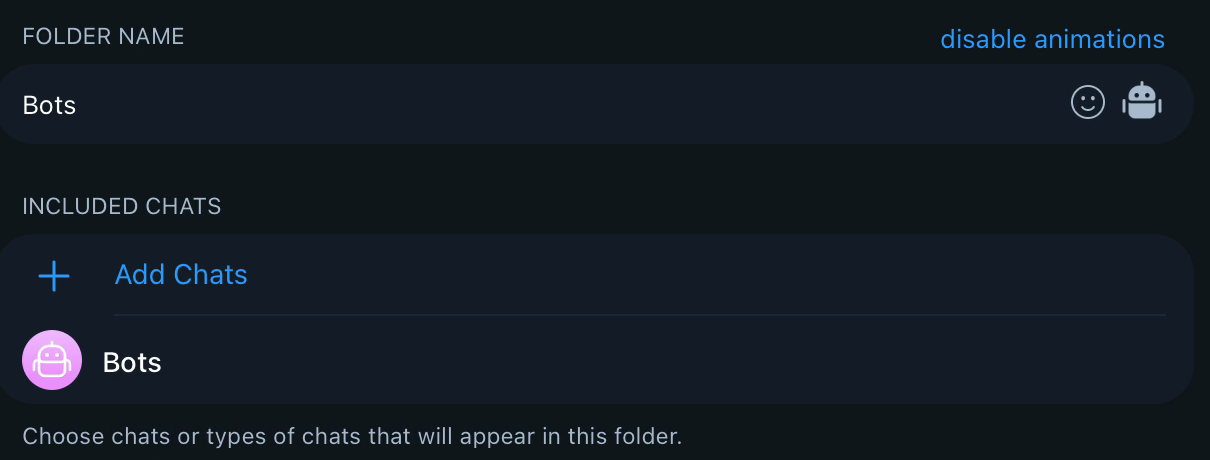 FOLDER NAME
disable animations
Bots
INCLUDED CHATS
Add Chats
Bots
Choose chats or types of chats that will appear in this folder.